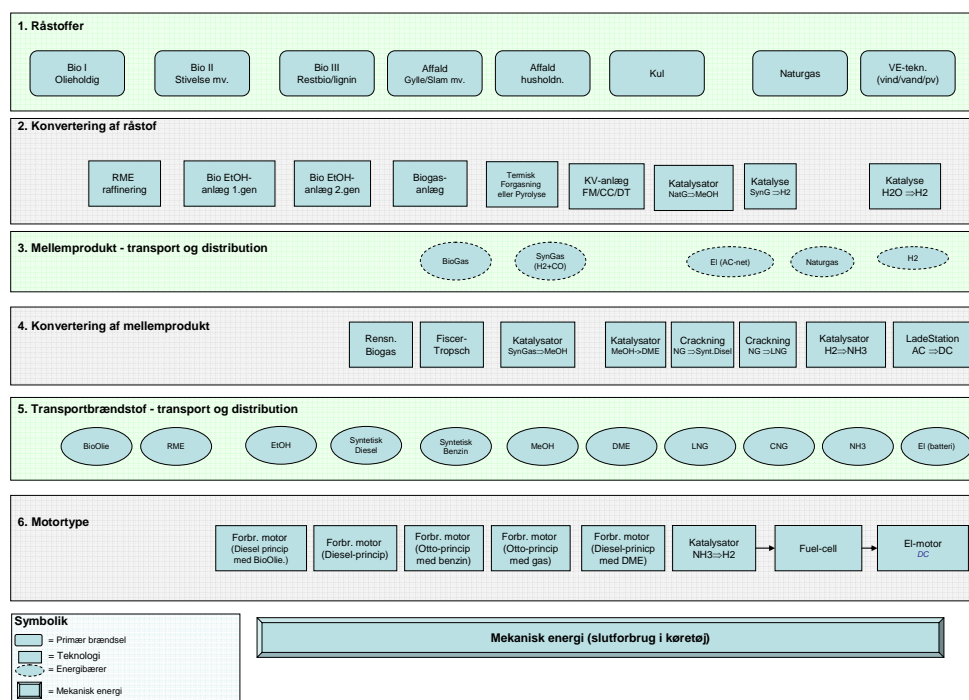 1. Råstoffer
Bio I
Olieholdig
Bio II
Stivelse mv.
Bio III
Restbio/lignin
Affald
Gylle/Slam mv.
Affald
husholdn.
Kul
Naturgas
VE-tekn.
(vind/vand/pv)
2. Konvertering af råstof
RME
raffinering
Bio EtOH-
anlæg 1.gen
Bio EtOH-
anlæg 2.gen
Biogas-
anlæg
Termisk
Forgasning
eller Pyrolyse
KV-anlæg
FM/CC/DT
Katalysator
NatG⇒MeOH
Katalyse
SynG ⇒H2
Katalyse
H2O ⇒H2
3. Mellemprodukt - transport og distribution
BioGas
SynGas
(H2+CO)
El (AC-net)
Naturgas
H2
4. Konvertering af mellemprodukt
Rensn.
Biogas
Fiscer-
Tropsch
Katalysator
SynGas⇒MeOH
Katalysator
MeOH->DME
Crackning
NG ⇒Synt.Disel
Crackning
NG ⇒LNG
Katalysator
H2⇒NH3
LadeStation
AC ⇒DC
5. Transportbrændstof - transport og distribution
BioOlie
RME
EtOH
Syntetisk
Diesel
Syntetisk
Benzin
MeOH
DME
LNG
CNG
NH3
El (batteri)
6. Motortype
Forbr. motor
(Diesel princip
med BioOlie.)
Forbr. motor
(Diesel-princip)
Forbr. motor
(Otto-princip
med benzin)
Forbr. motor
(Otto-princip
med gas)
Forbr. motor
(Diesel-prinicp
med DME)
Katalysator
NH3⇒H2
Fuel-cell
El-motor
DC
Symbolik
= Primær brændsel
= Teknologi
= Energibærer
= Mekanisk energi
Mekanisk energi (slutforbrug i køretøj)